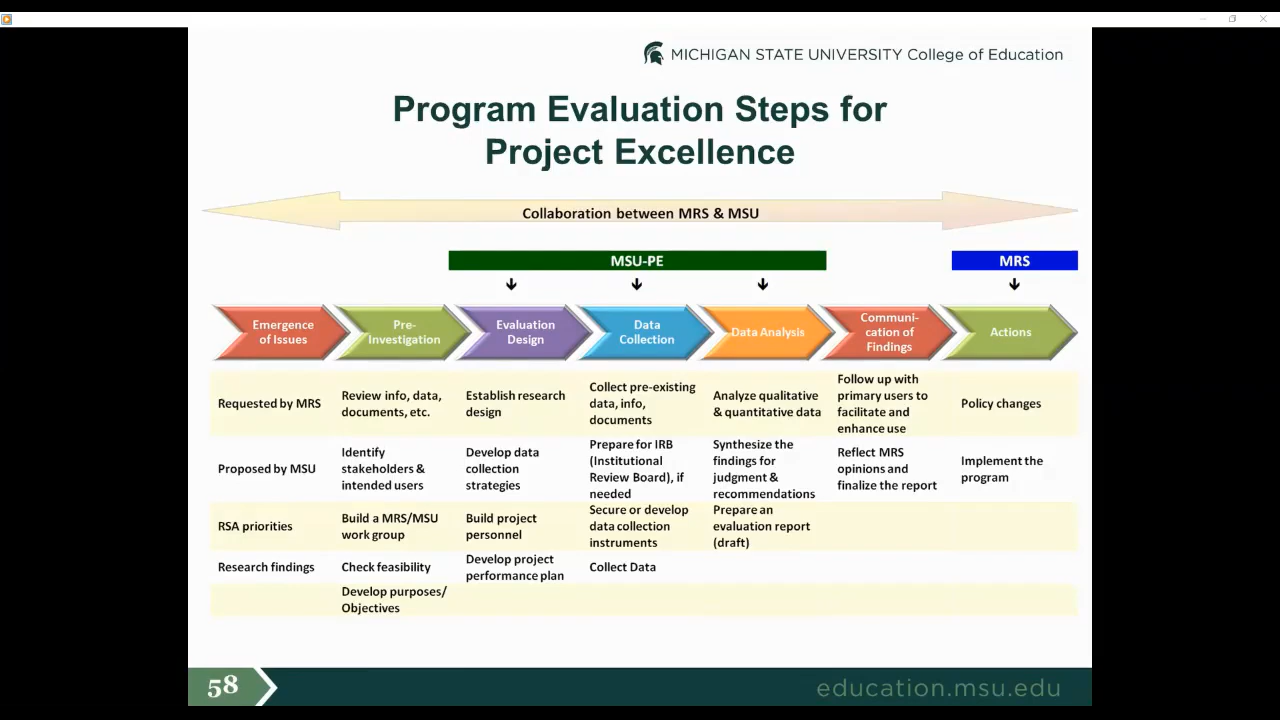 MICHIGAN STATE UNIVERSITY College of Education
Program Evaluation Steps for
Project Excellence
Collaboration between MRS & MSU
MSU-PE
MRS
Emergence
of Issues
Pre-
Investigation
Evaluation
Design
Data
Collection
Data Analysis
Communi-
cation of
Findings
Actions
Requested by MRS
Review info, data,
documents, etc.
Establish research
design
Collect pre-existing
data, info,
documents
Analyze qualitative
& quantitative data
Follow up with
primary users to
facilitate and
enhance use
Policy changes
Proposed by MSU
Identify
stakeholders &
intended users
Develop data
collection
strategies
Prepare for IRB
(Institutional
Review Board), if
needed
Synthesize the
findings for
judgment &
recommendations
Reflect MRS
opinions and
finalize the report
Implement the
program
RSA priorities
Build a MRS/MSU
work group
Build project
personnel
Secure or develop
data collection
instruments
Prepare an
evaluation report
(draft)
Research findings
Check feasibility
Develop project
performance plan
Collect Data
Develop purposes/
Objectives
58
education.msu.edu